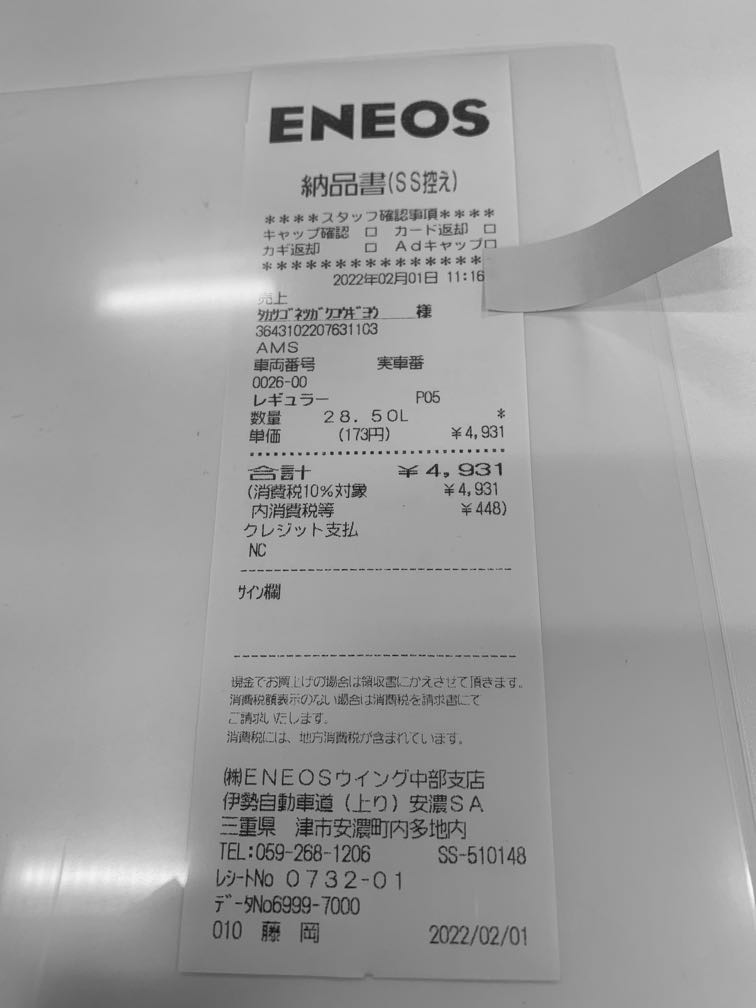 ENEOS
納品書(SS控え)
****スタッフ確認事項****
キャップ確認 □ カード返却 □
カギ返却 □ Adキャップ□
****************
2022年02月01日 11:16
売上
ﾀｶｻｺﾞﾈﾂｶﾞｸｺｳｷﾞﾖｳ 様
3643102207631103
AMS
車両番号 実車番
0026-00
レギュラー P05
数量 28.50L *
単価 (173円) ¥4,931
合計 ¥4,931
(消費税10%対象 ¥4,931
内消費税等 ¥448)
クレジット支払
NC
ｻｲﾝ欄
現金でお買上げの場合は領収書にかえさせて頂きます。
消費税額表示のない場合は消費税を請求書にて
ご請求いたします。
消費税には、地方消費税が含まれています。
(株)ENEOSウイング中部支店
伊勢自動車道(上り)安濃SA
三重県 津市安濃町内多地内
TEL:059-268-1206 SS-510148
ﾚｼｰﾄNo 0732-01
ﾃﾞｰﾀNo6999-7000
010 藤 岡 2022/02/01